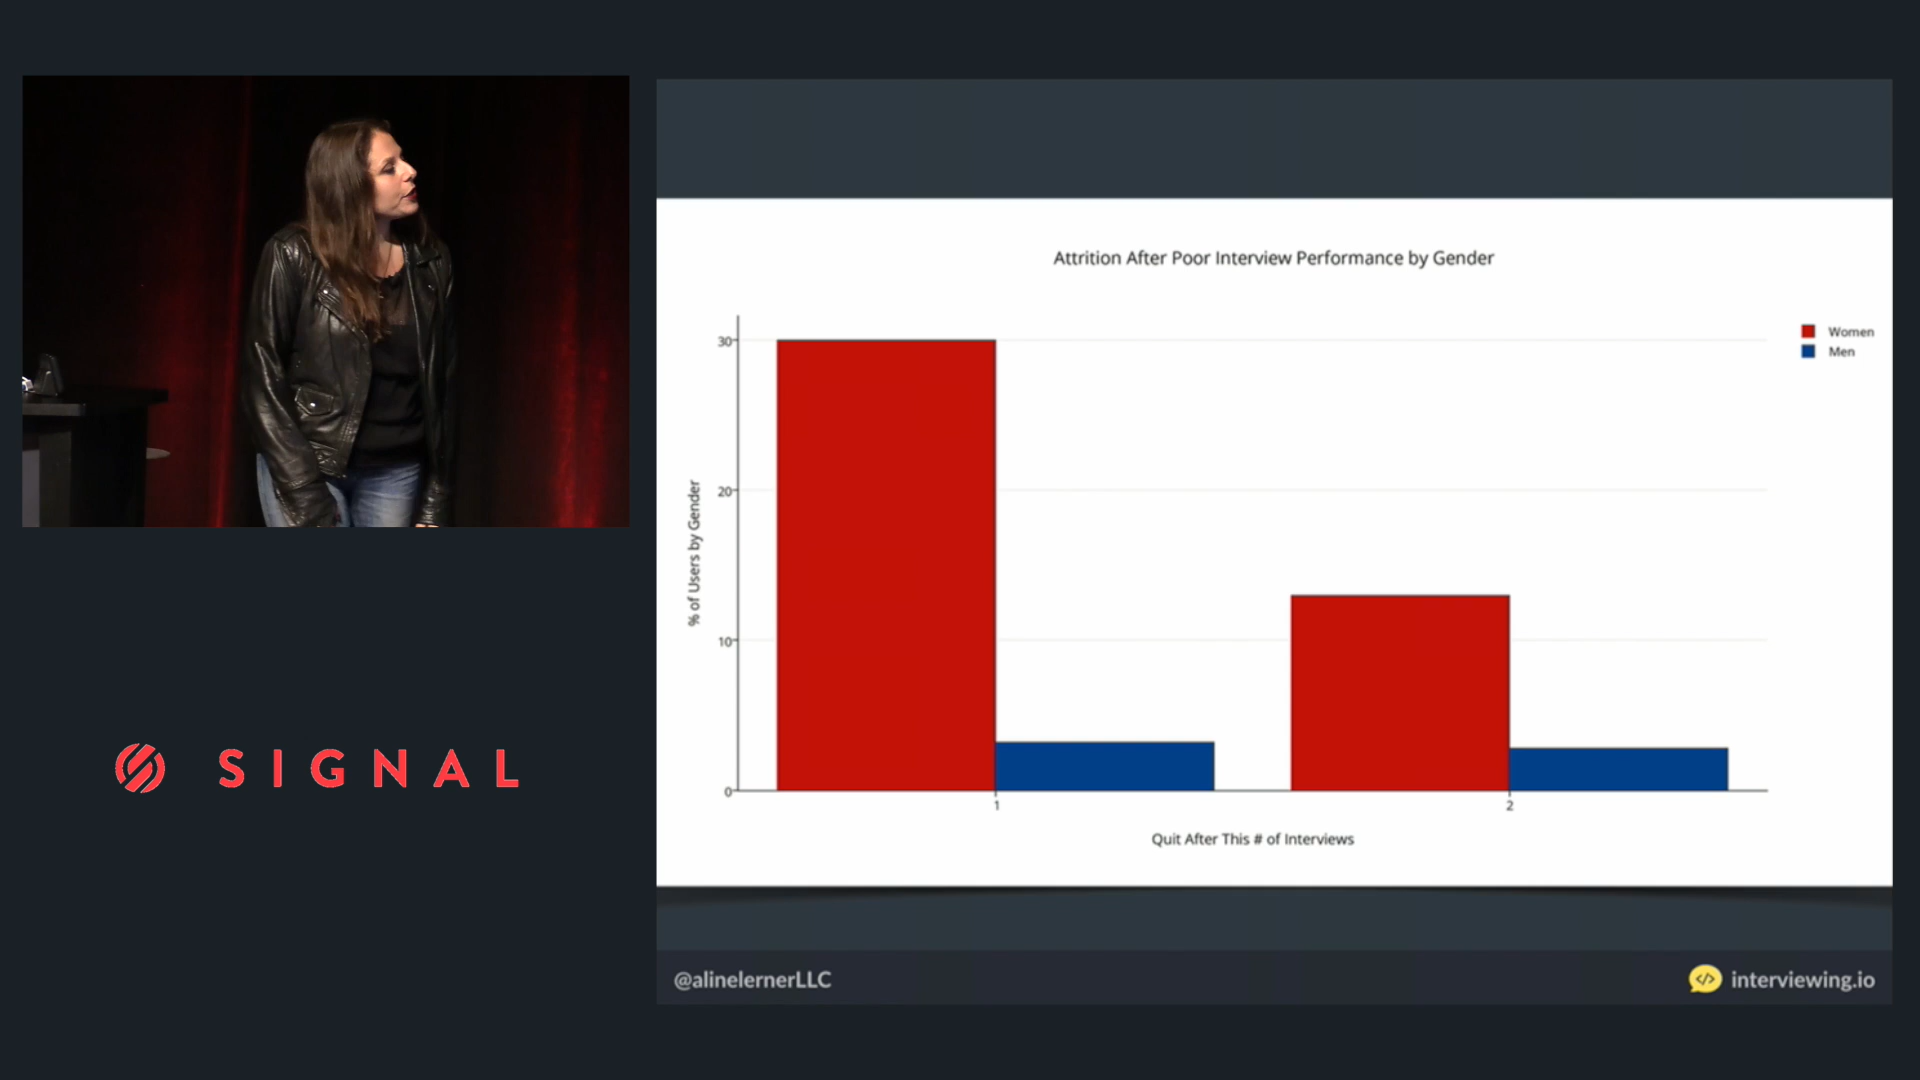 Attrition After Poor Interview Performance by Gender
Women
Men
% of Users by Gender
30
20
10
0
1
2
Quit After This # of Interviews
SIGNAL
@alinelernerLLC
interviewing.io